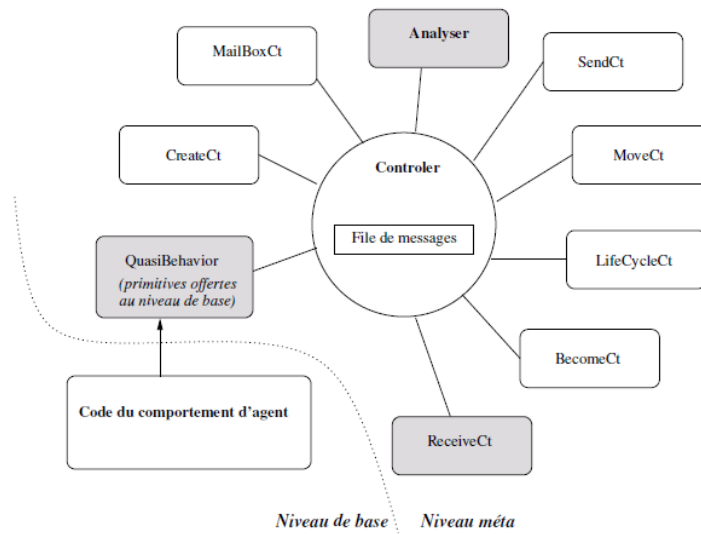 Analyser
MailBoxCt
SendCt
CreateCt
Controler
MoveCt
File de messages
QuasiBehavior
(primitives offertes
au niveau de base)
LifeCycleCt
BecomeCt
Code du comportement d'agent
ReceiveCt
Niveau de base
Niveau méta